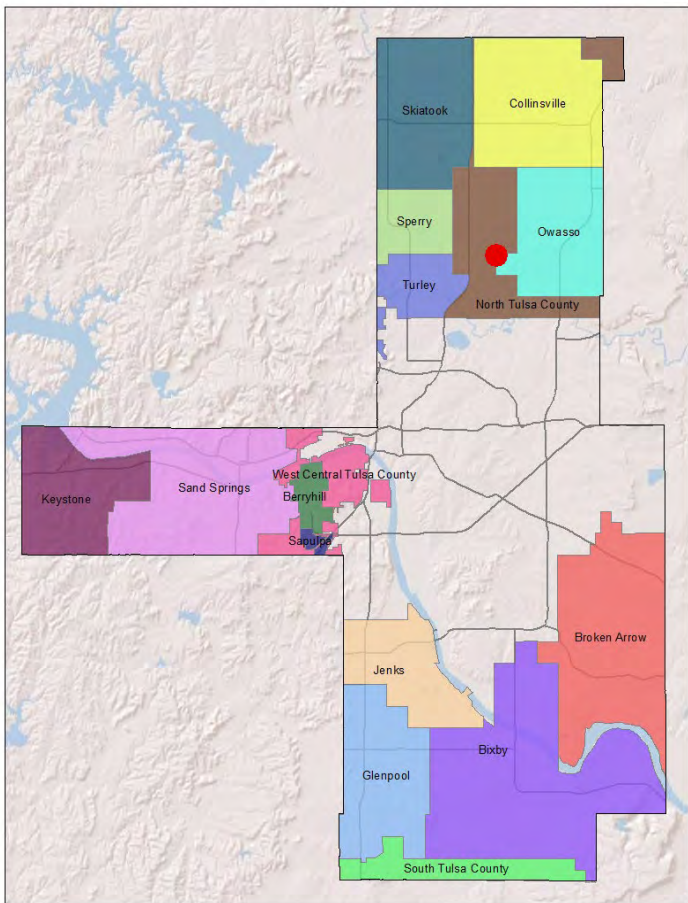 Skiatook
Collinsville
Sperry
Owasso
Turley
North Tulsa County
West Central Tulsa County
Keystone
Sand Springs
Berryhill
Sapulpa
Broken Arrow
Jenks
Bixby
Glenpool
South Tulsa County